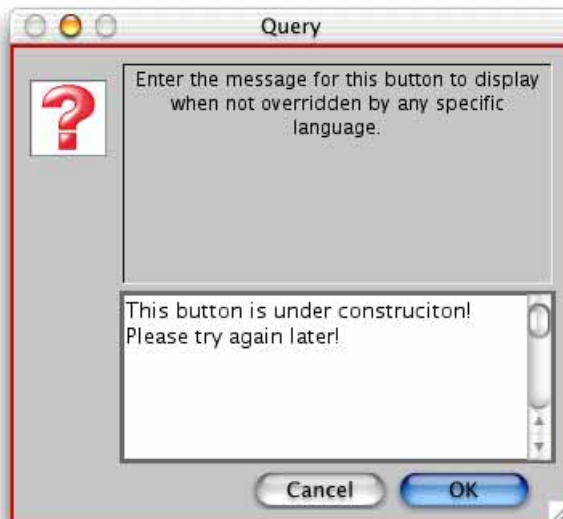 Query
Enter the message for this button to display
when not overridden by any specific
language.
This button is under construciton!
Please try again later!
Cancel
OK